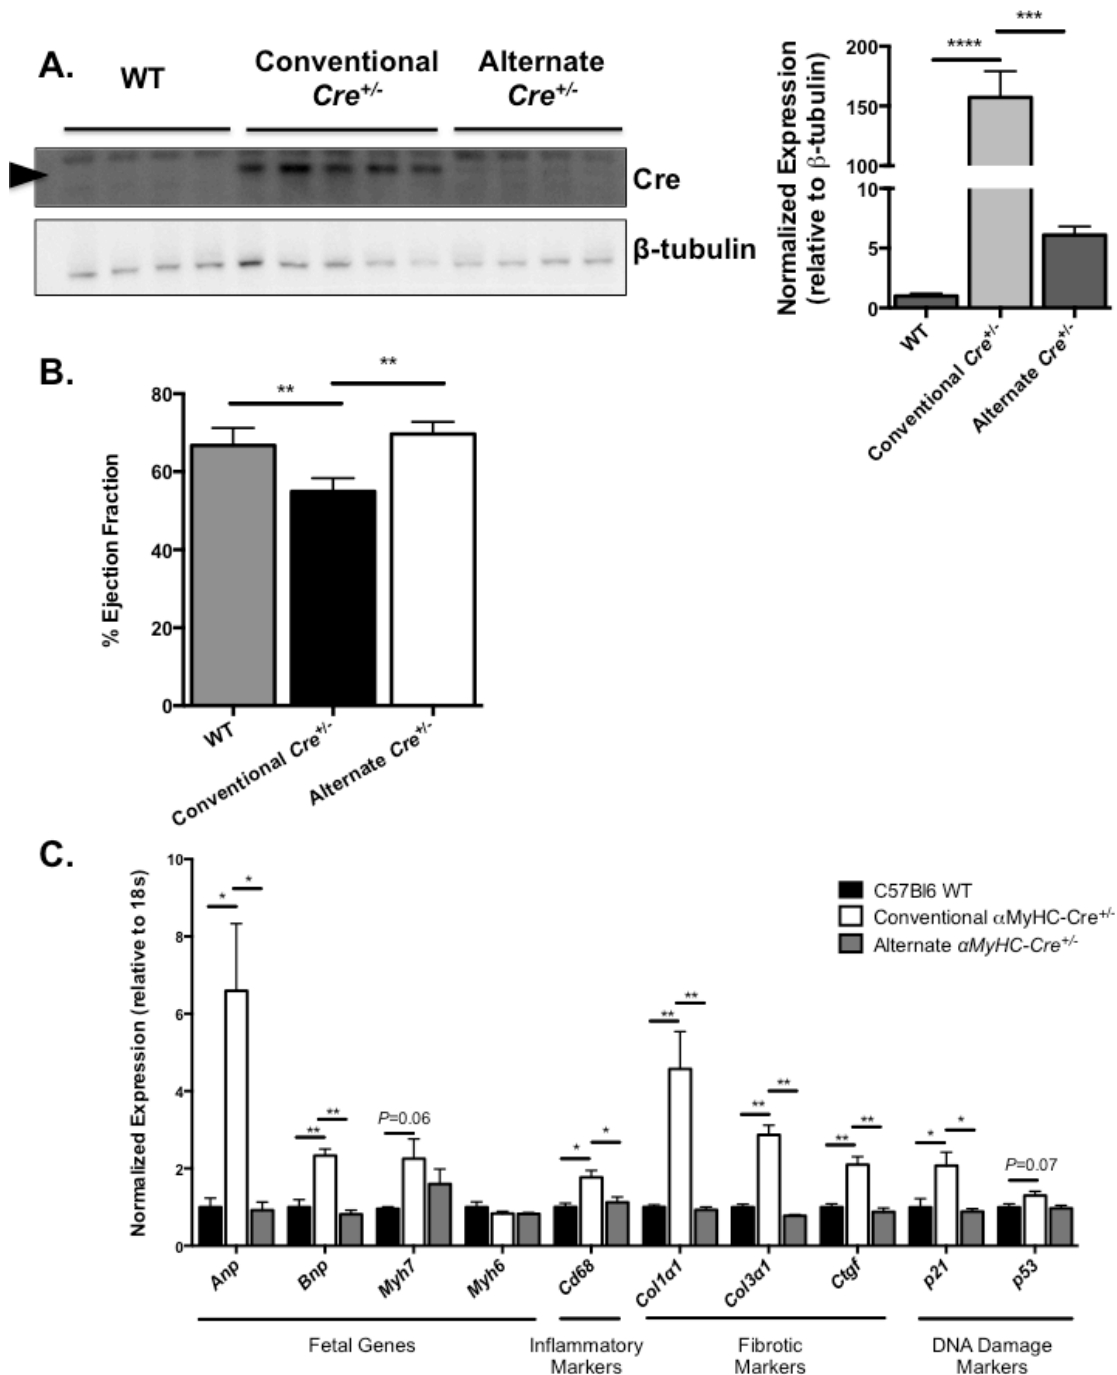 A.
WT
Conventional
Cre+/-
Alternate
Cre+/-
Cre
β-tubulin
Normalized Expression
(relative to β-tubulin)
200
150
100
10
5
0
****
***
WT
Conventional Cre+/-
Alternate Cre+/-
B.
% Ejection Fraction
80
60
40
20
0
**
**
WT
Conventional Cre+/-
Alternate Cre+/-
C.
Normalized Expression (relative to 18s)
10
8
6
4
2
0
C57Bl6 WT
Conventional αMyHC-Cre+/-
Alternate αMyHC-Cre+/-
* *
** **
P=0.06
* *
** **
** **
** **
* *
P=0.07
Anp
Bnp
Myh7
Myh6
Cd68
Col1α1
Col3α1
Ctgf
p21
p53
Fetal Genes
Inflammatory
Markers
Fibrotic
Markers
DNA Damage
Markers